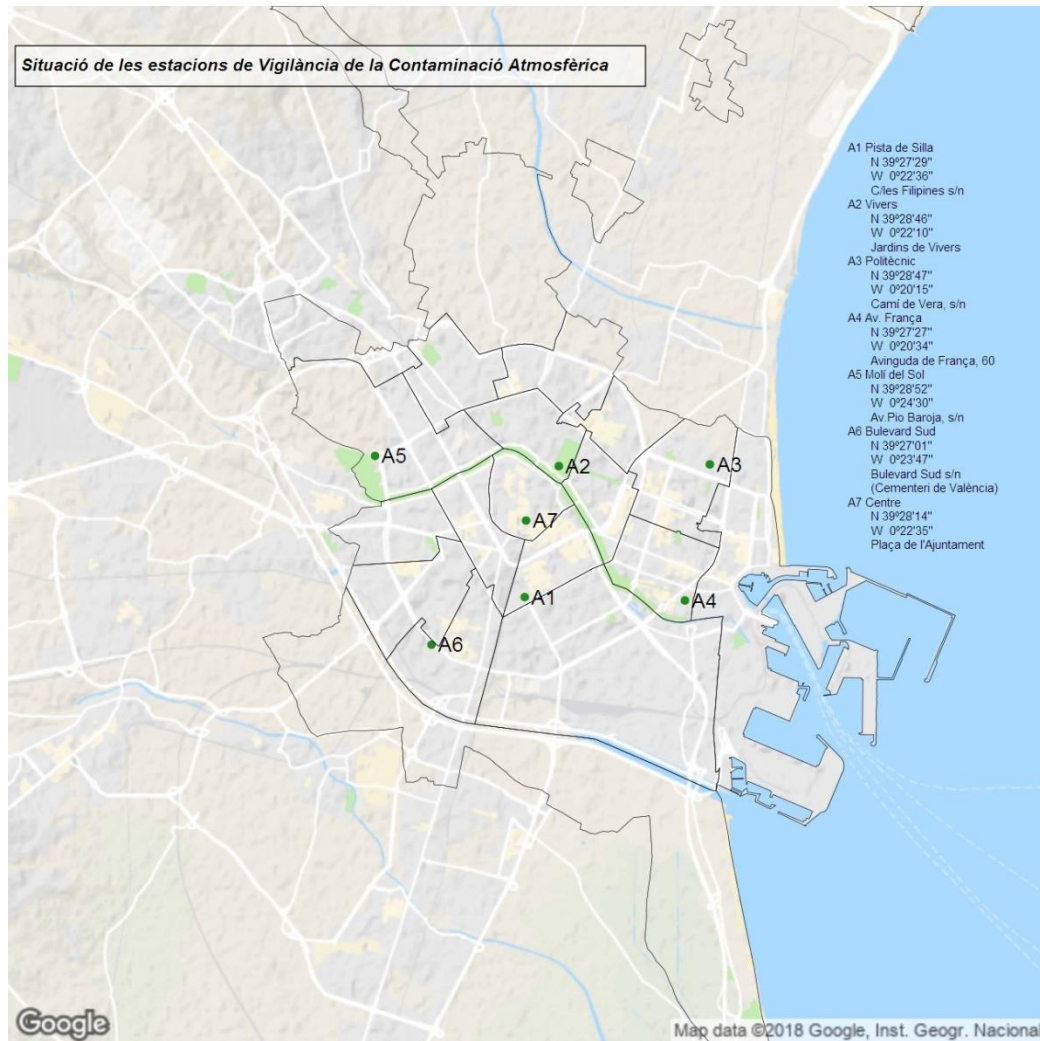 Situació de les estacions de Vigilància de la Contaminació Atmosfèrica
A1 Pista de Silla
N 39º27'29"
W 0º22'36"
C/les Filipines s/n
A2 Vivers
N 39º28'46"
W 0º22'10"
Jardins de Vivers
A3 Politècnic
N 39º28'47"
W 0º20'15"
Camí de Vera, s/n
A4 Av. França
N 39º27'27"
W 0º20'34"
Avinguda de França, 60
A5 Molí del Sol
N 39º28'52"
W 0º24'30"
Av.Pio Baroja, s/n
A6 Bulevard Sud
N 39º27'01"
W 0º23'47"
Bulevard Sud s/n
(Cementeri de València)
A7 Centre
N 39º28'14"
W 0º22'35"
Plaça de l'Ajuntament
A5
A2
A3
A7
A1
A4
A6
Google
Map data ©2018 Google, Inst. Geogr. Nacional